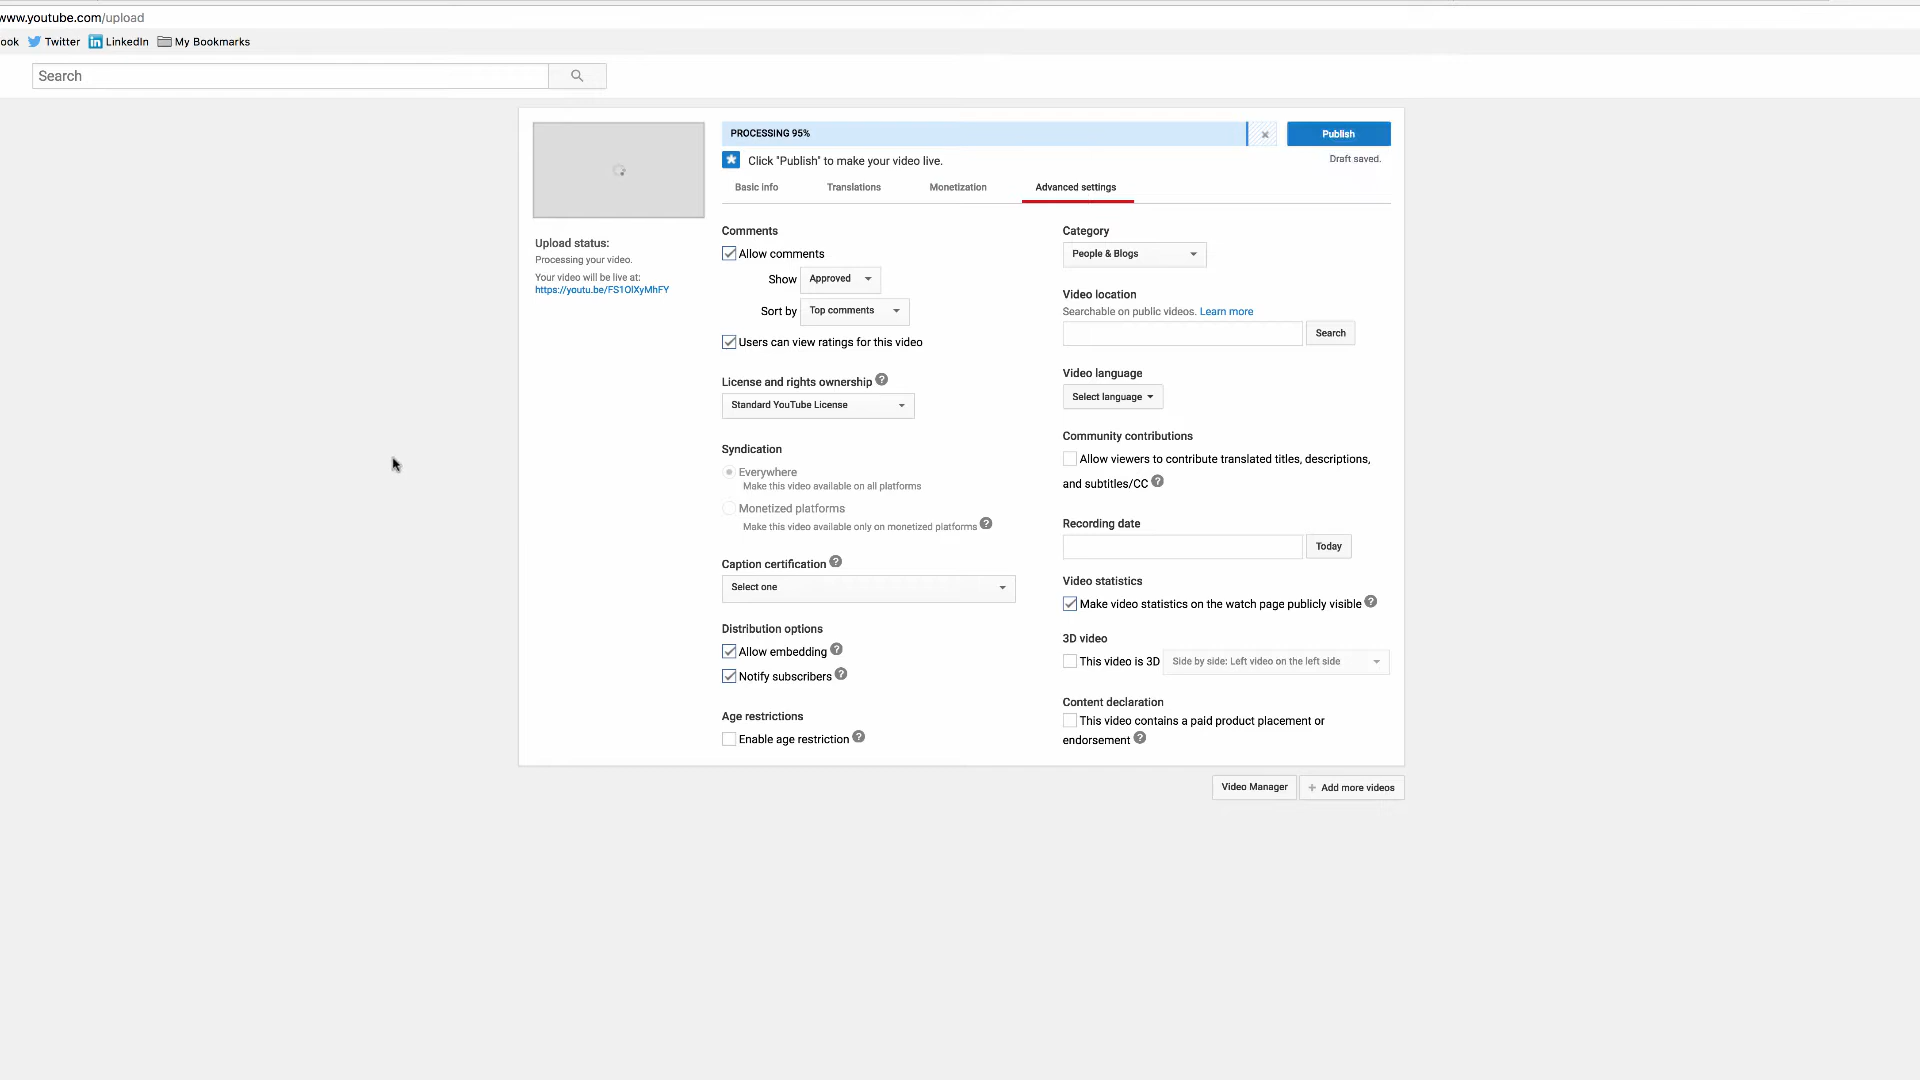 www.youtube.com/upload
ook Twitter LinkedIn My Bookmarks
Search
PROCESSING 95%
Publish
Click "Publish" to make your video live.
Draft saved.
Basic info Translations Monetization Advanced settings
Upload status:
Processing your video.
Your video will be live at:
https://youtu.be/FS1OlXyMhFY
Comments
Allow comments
Show Approved
Sort by Top comments
Users can view ratings for this video
License and rights ownership ?
Standard YouTube License
Syndication
Everywhere
Make this video available on all platforms
Monetized platforms
Make this video available only on monetized platforms ?
Caption certification ?
Select one
Distribution options
Allow embedding ?
Notify subscribers ?
Age restrictions
Enable age restriction ?
Category
People & Blogs
Video location
Searchable on public videos. Learn more
Search
Video language
Select language
Community contributions
Allow viewers to contribute translated titles, descriptions,
and subtitles/CC ?
Recording date
Today
Video statistics
Make video statistics on the watch page publicly visible ?
3D video
This video is 3D Side by side: Left video on the left side
Content declaration
This video contains a paid product placement or
endorsement ?
Video Manager + Add more videos